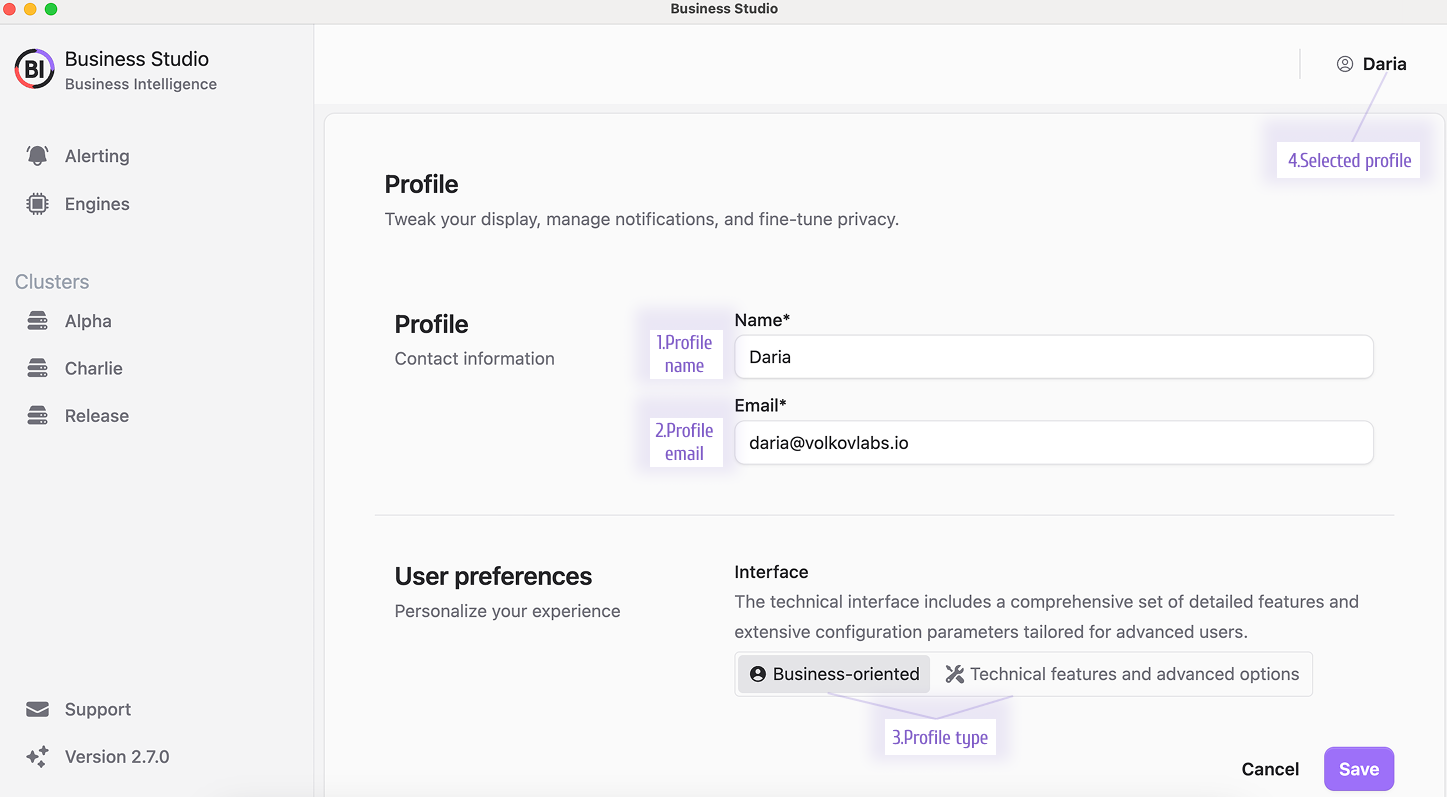 Business Studio
BI
Business Studio
Business Intelligence
Alerting
Engines
Clusters
Alpha
Charlie
Release
Support
Version 2.7.0
Daria
4.Selected profile
Profile
Tweak your display, manage notifications, and fine-tune privacy.
Profile
Contact information
1.Profile
name
Name*
Daria
2.Profile
email
Email*
daria@volkovlabs.io
User preferences
Personalize your experience
Interface
The technical interface includes a comprehensive set of detailed features and
extensive configuration parameters tailored for advanced users.
Business-oriented
Technical features and advanced options
3.Profile type
Cancel
Save